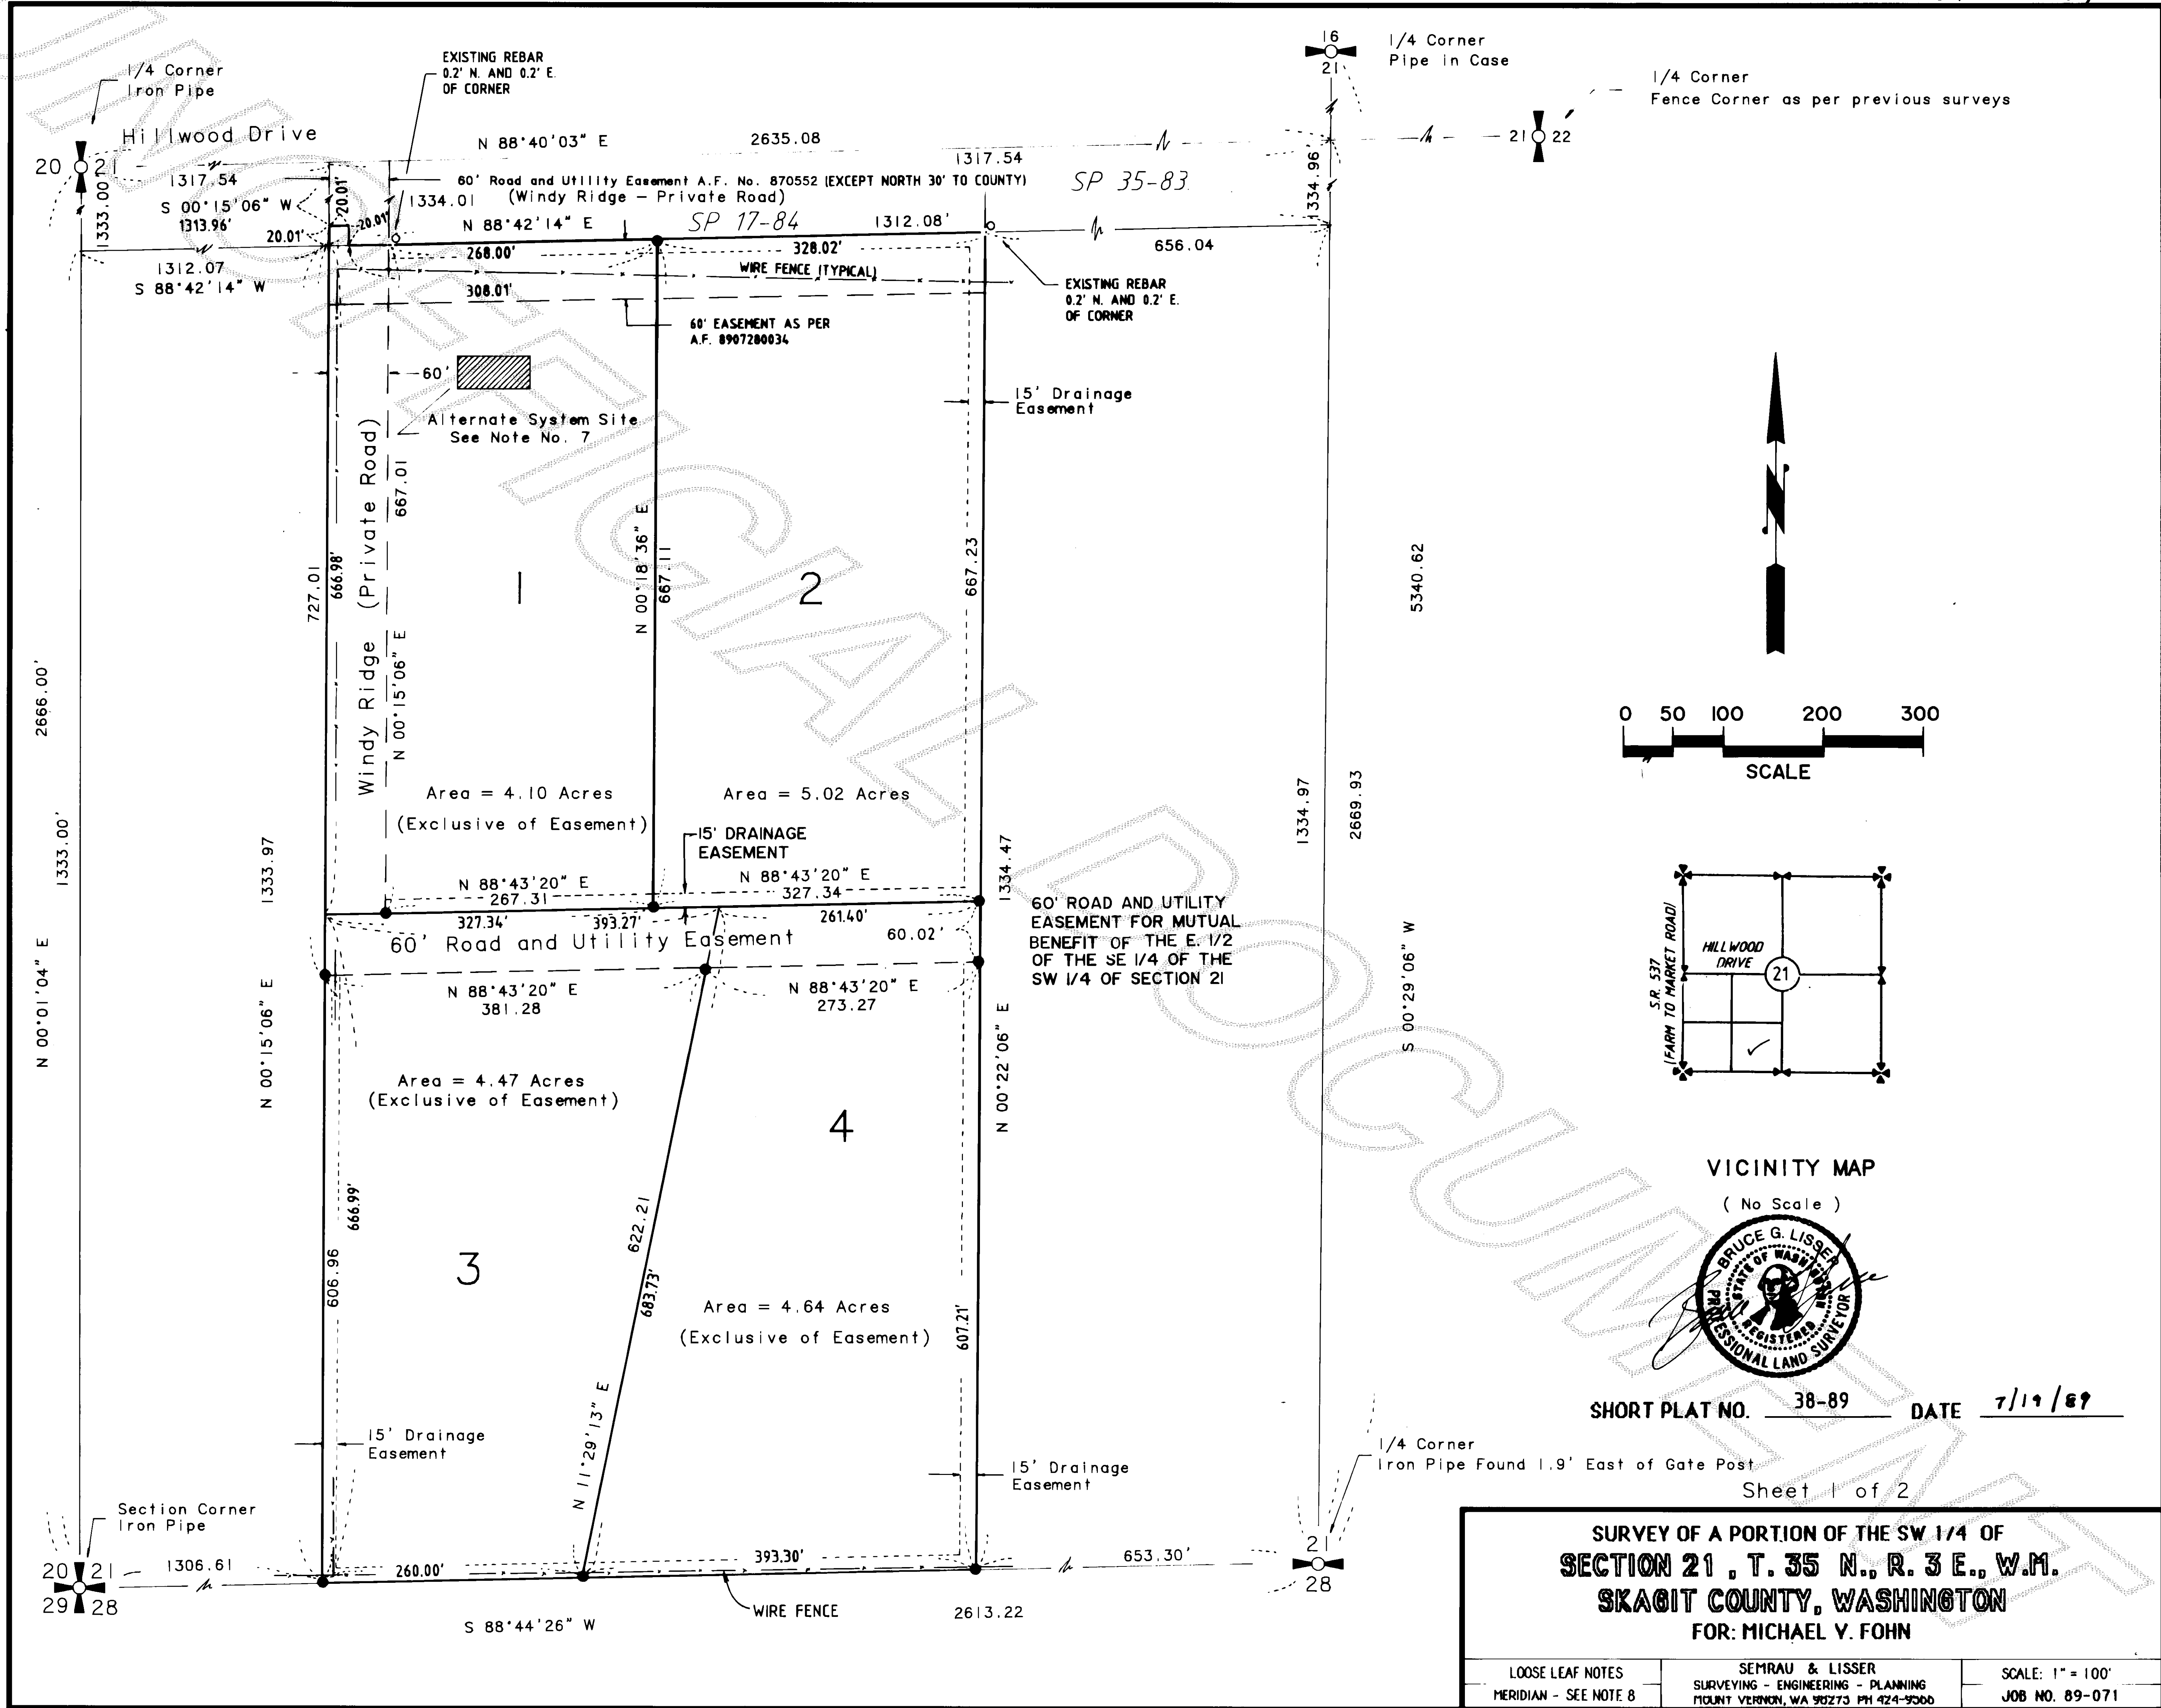 1/4 Corner
Iron Pipe
EXISTING REBAR
0.2' N. AND 0.2' E.
OF CORNER
16
21
1/4 Corner
Pipe in Case
1/4 Corner
Fence Corner as per previous surveys
21 22
Hillwood Drive
20 21
N 88°40'03" E
2635.08
1317.54
1317.54
1334.96
1333.00
S 00°15'06" W
1313.96'
20.01'
20.01'
20.01'
1334.01
60' Road and Utility Easement A.F. No. 870552 (EXCEPT NORTH 30' TO COUNTY)
(Windy Ridge – Private Road)
SP 35-83
N 88°42'14" E
SP 17-84
1312.08'
656.04
1312.07
S 88°42'14" W
268.00'
328.02'
WIRE FENCE (TYPICAL)
308.01'
EXISTING REBAR
0.2' N. AND 0.2' E.
OF CORNER
60' EASEMENT AS PER
A.F. 8907280034
60'
Alternate System Site
See Note No. 7
15' Drainage
Easement
Windy Ridge (Private Road)
N 00°15'06" E
667.01
727.01
666.98'
1
N 00°18'36" E
667.11
2
667.23
5340.62
2666.00'
0 50 100 200 300
SCALE
Area = 4.10 Acres
(Exclusive of Easement)
Area = 5.02 Acres
15' DRAINAGE
EASEMENT
1334.97
2669.93
1333.00'
1333.97
1334.47
N 88°43'20" E
267.31
N 88°43'20" E
327.34
327.34'
393.27'
261.40'
60' Road and Utility Easement
60.02'
60' ROAD AND UTILITY
EASEMENT FOR MUTUAL
BENEFIT OF THE E. 1/2
OF THE SE 1/4 OF THE
SW 1/4 OF SECTION 21
N 88°43'20" E
381.28
N 88°43'20" E
273.27
N 00°01'04" E
N 00°15'06" E
N 00°22'06" E
S 00°29'06" W
S.R. 537
(FARM TO MARKET ROAD)
HILLWOOD
DRIVE
21
VICINITY MAP
( No Scale )
Area = 4.47 Acres
(Exclusive of Easement)
4
3
666.99'
606.96
622.21
683.73'
N 11°29'13" E
Area = 4.64 Acres
(Exclusive of Easement)
607.21'
BRUCE G. LISSER
STATE OF WASHINGTON
REGISTERED
PROFESSIONAL LAND SURVEYOR
SHORT PLAT NO. 38-89 DATE 7/19/89
15' Drainage
Easement
15' Drainage
Easement
1/4 Corner
Iron Pipe Found 1.9' East of Gate Post
Sheet 1 of 2
Section Corner
Iron Pipe
20 21
29 28
1306.61
260.00'
393.30'
653.30'
21
28
WIRE FENCE
2613.22
S 88°44'26" W
SURVEY OF A PORTION OF THE SW 1/4 OF
SECTION 21 , T. 35 N., R. 3 E., W.M.
SKAGIT COUNTY, WASHINGTON
FOR: MICHAEL V. FOHN
LOOSE LEAF NOTES
MERIDIAN - SEE NOTE 8
SEMRAU & LISSER
SURVEYING - ENGINEERING - PLANNING
MOUNT VERNON, WA 98273 PH 424-9566
SCALE: 1" = 100'
JOB NO. 89-071
UNOFFICIAL DOCUMENT